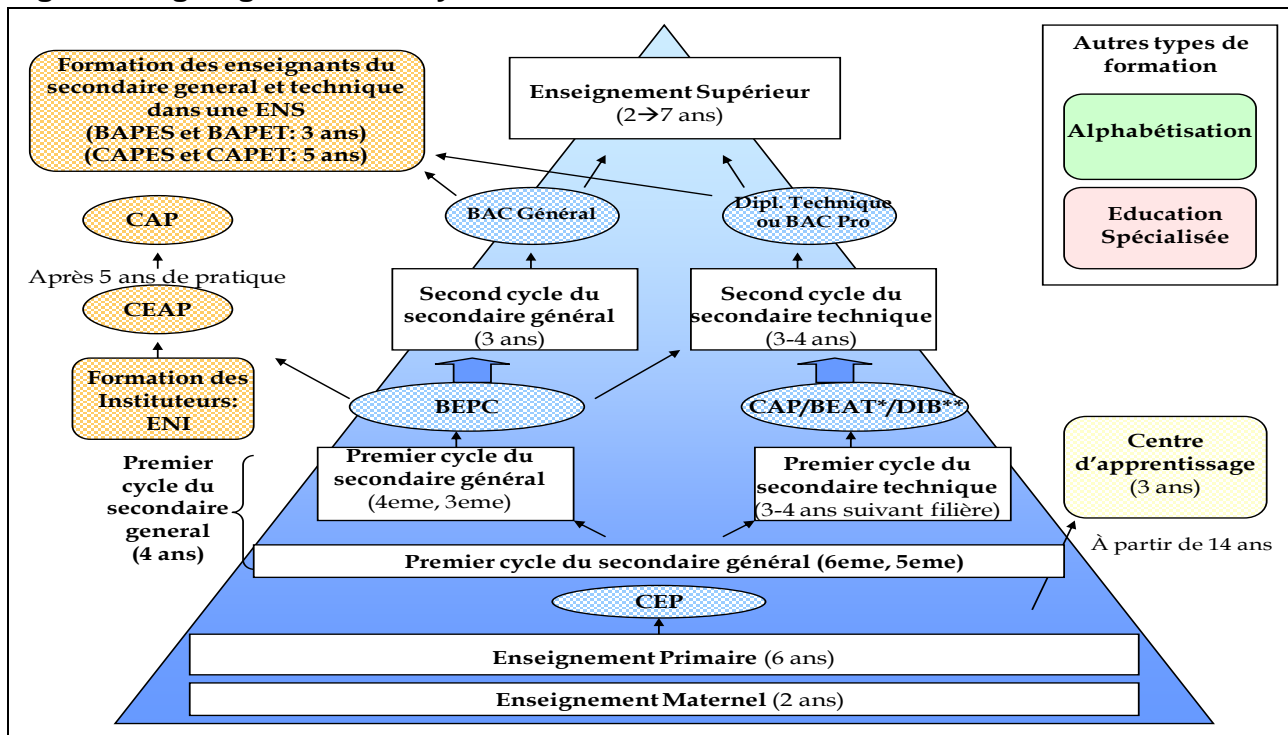 Formation des enseignants du
secondaire general et technique
dans une ENS
(BAPES et BAPET: 3 ans)
(CAPES et CAPET: 5 ans)
Enseignement Supérieur
(2→7 ans)
Autres types de
formation
Alphabétisation
Education
Spécialisée
CAP
Après 5 ans de pratique
CEAP
Formation des
Instituteurs:
ENI
BAC Général
Dipl. Technique
ou BAC Pro
Second cycle du
secondaire général
(3 ans)
Second cycle du
secondaire technique
(3-4 ans)
BEPC
CAP/BEAT*/DIB**
Premier
cycle du
secondaire
general
(4 ans)
Premier cycle du
secondaire général
(4eme, 3eme)
Premier cycle du
secondaire technique
(3-4 ans suivant filière)
Centre
d'apprentissage
(3 ans)
À partir de 14 ans
Premier cycle du secondaire général (6eme, 5eme)
CEP
Enseignement Primaire (6 ans)
Enseignement Maternel (2 ans)